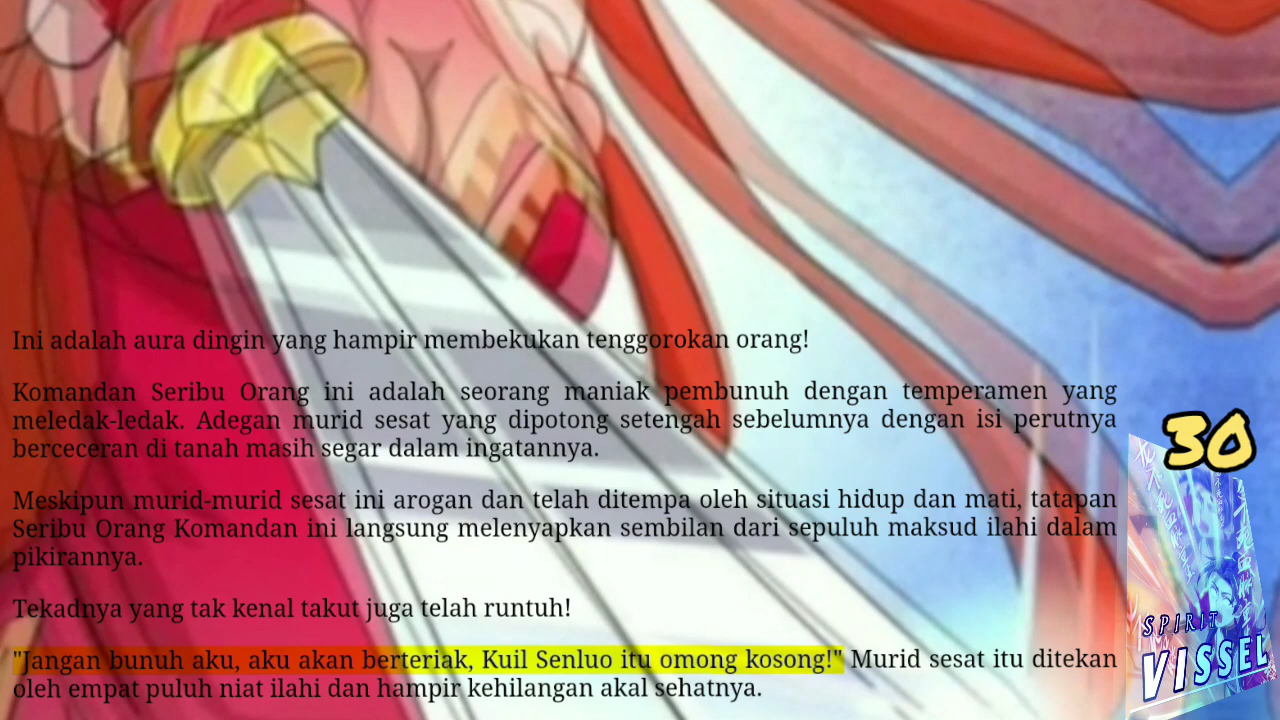 Ini adalah aura dingin yang hampir membekukan tenggorokan orang!
Komandan Seribu Orang ini adalah seorang maniak pembunuh dengan temperamen yang
meledak-ledak. Adegan murid sesat yang dipotong setengah sebelumnya dengan isi perutnya
berceceran di tanah masih segar dalam ingatannya.
Meskipun murid-murid sesat ini arogan dan telah ditempa oleh situasi hidup dan mati, tatapan
Seribu Orang Komandan ini langsung melenyapkan sembilan dari sepuluh maksud ilahi dalam
pikirannya.
Tekadnya yang tak kenal takut juga telah runtuh!
"Jangan bunuh aku, aku akan berteriak, Kuil Senluo itu omong kosong!" Murid sesat itu ditekan
oleh empat puluh niat ilahi dan hampir kehilangan akal sehatnya.
30
SPIRIT
VISSEL